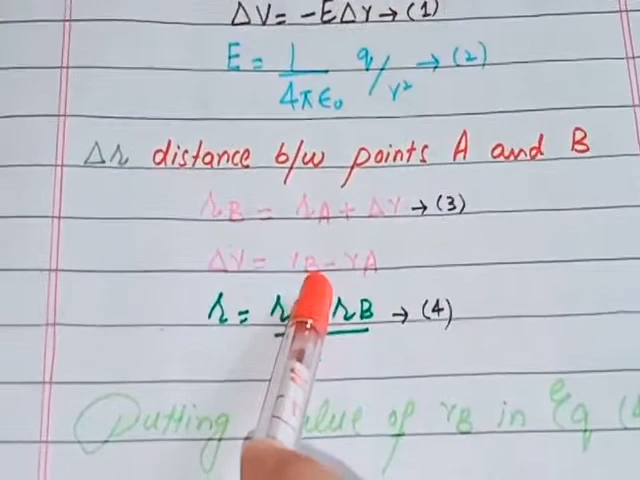 ΔV = -EΔr → (1)
E = 1/4πε₀ q/r² → (2)
Δr distance b/w points A and B
rB = rA + Δr → (3)
Δr = rB - rA
r = r rB → (4)
Putting of rB in Eq